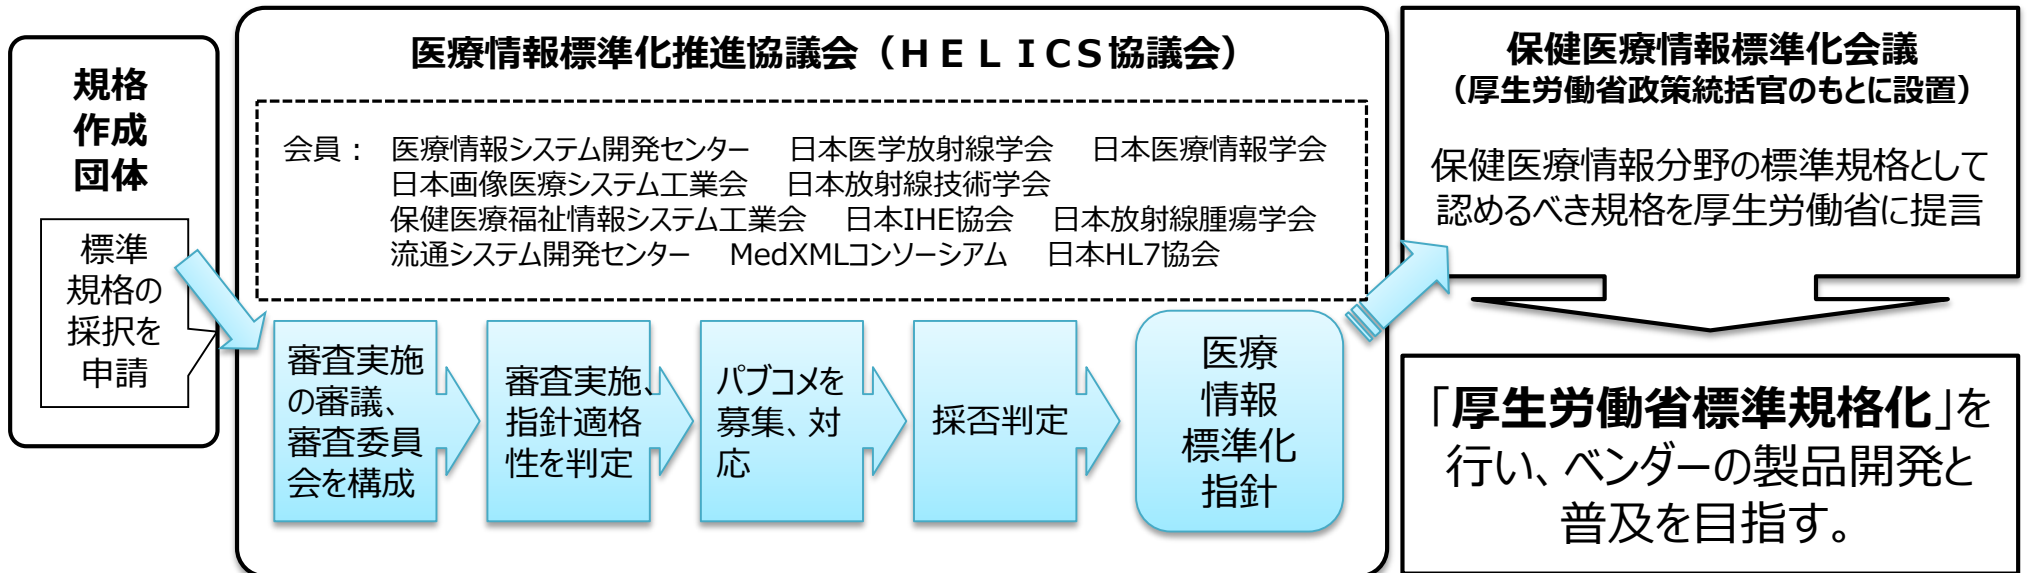 規格
作成
団体
標準
規格の
採択を
申請
医療情報標準化推進協議会（ＨＥＬＩＣＳ協議会）
会員： 医療情報システム開発センター 日本医学放射線学会 日本医療情報学会
日本画像医療システム工業会 日本放射線技術学会
保健医療福祉情報システム工業会 日本IHE協会 日本放射線腫瘍学会
流通システム開発センター MedXMLコンソーシアム 日本HL7協会
審査実施
の審議、
審査委員
会を構成
審査実施、
指針適格
性を判定
パブコメを
募集、対
応
採否判定
医療
情報
標準化
指針
保健医療情報標準化会議
（厚生労働省政策統括官のもとに設置）
保健医療情報分野の標準規格として
認めるべき規格を厚生労働省に提言
「厚生労働省標準規格化」を
行い、ベンダーの製品開発と
普及を目指す。